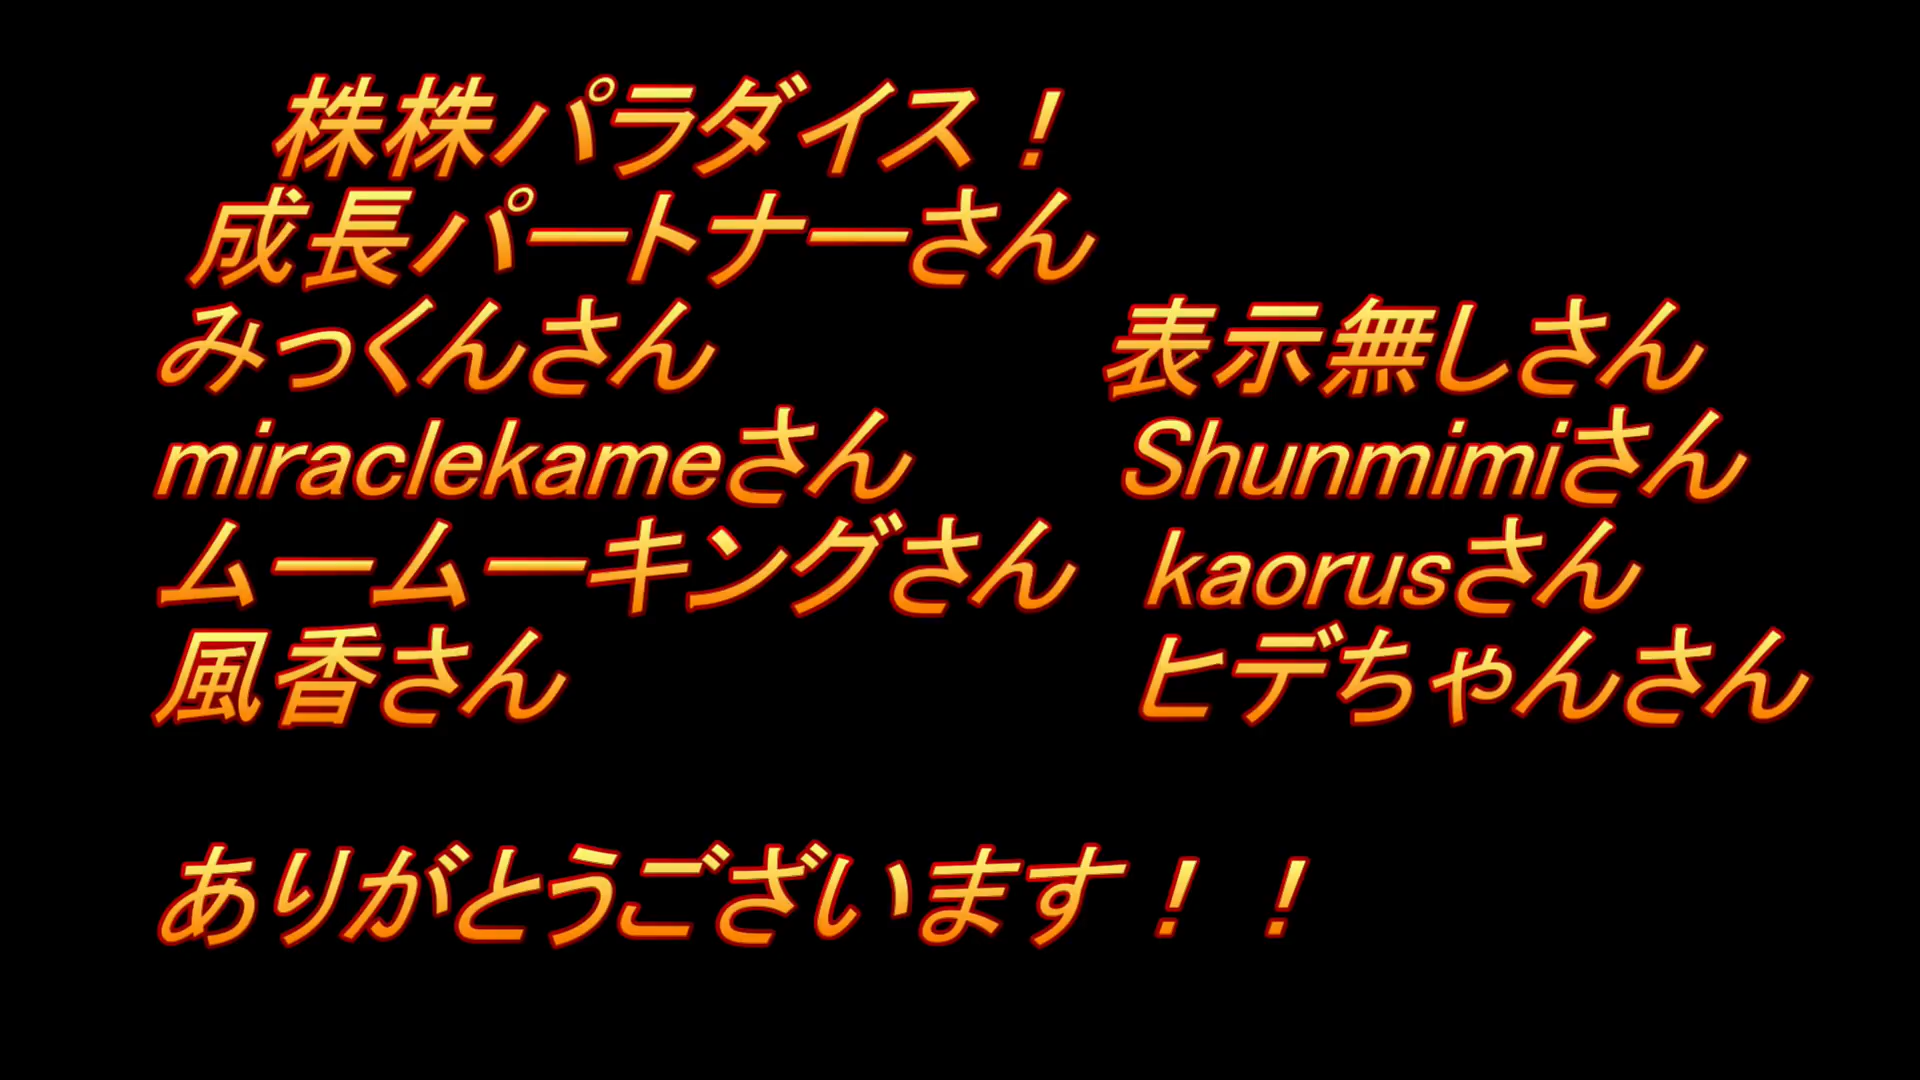 株株パラダイス！
成長パートナーさん
みっくんさん 表示無しさん
miraclekameさん Shunmimiさん
ムームーキングさん kaorusさん
風香さん ヒデちゃんさん
ありがとうございます！！